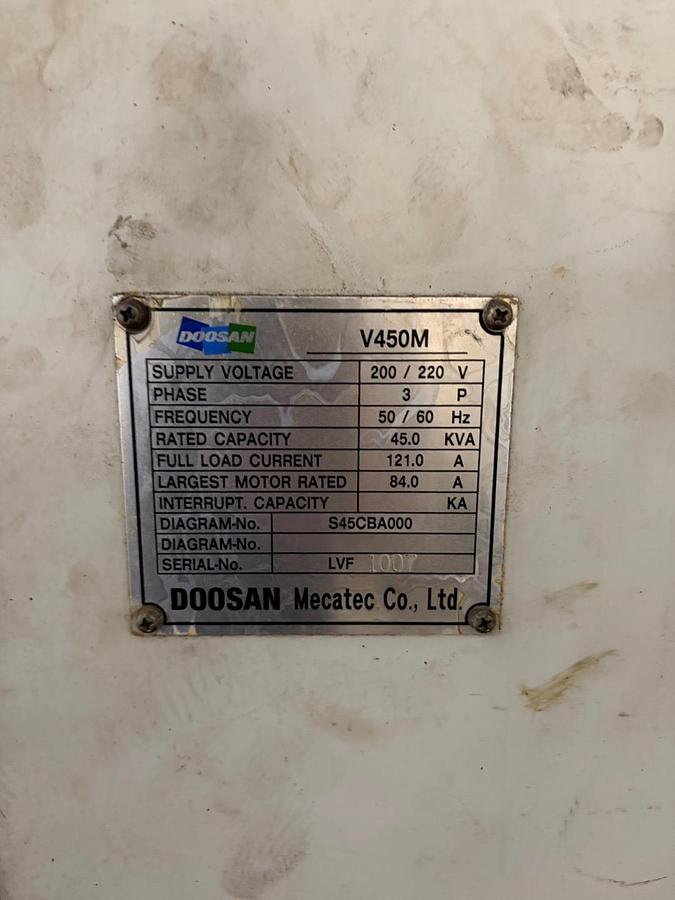 DOOSAN V450M
SUPPLY VOLTAGE 200 / 220 V
PHASE 3 P
FREQUENCY 50 / 60 Hz
RATED CAPACITY 45.0 KVA
FULL LOAD CURRENT 121.0 A
LARGEST MOTOR RATED 84.0 A
INTERRUPT. CAPACITY KA
DIAGRAM-No. S45CBA000
DIAGRAM-No.
SERIAL-No. LVF 1007
DOOSAN Mecatec Co., Ltd.